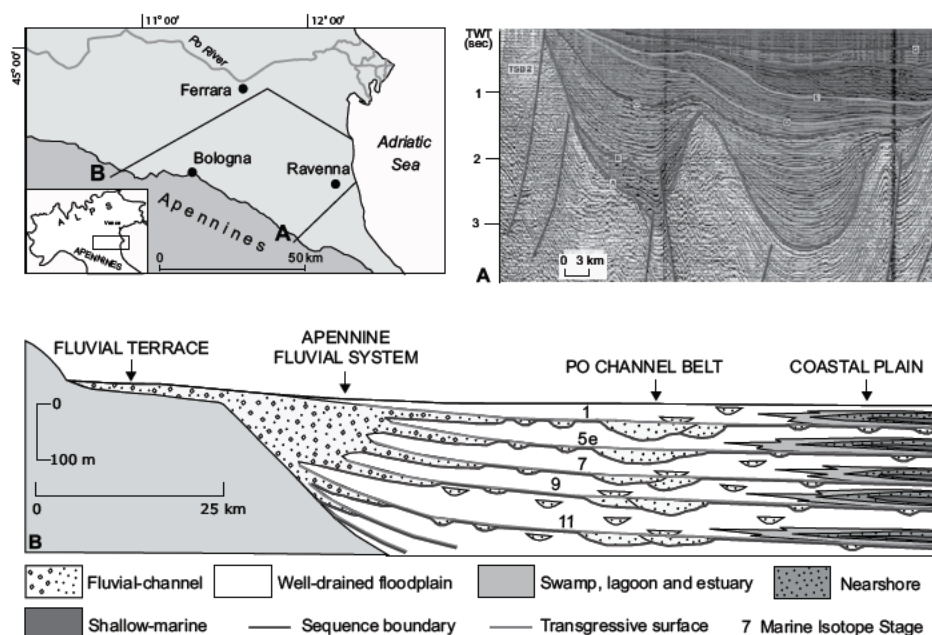 11° 00'
12° 00'
45° 00'
Po River
Ferrara
Adriatic
Sea
Bologna
B
Ravenna
Apennines
A
ALPS
APENNINES
0
50 km
TWT
(sec)
1
2
3
0 3 km
A
FLUVIAL TERRACE
APENNINE
FLUVIAL SYSTEM
PO CHANNEL BELT
COASTAL PLAIN
0
100 m
0
25 km
1
5e
7
9
11
B
Fluvial-channel
Well-drained floodplain
Swamp, lagoon and estuary
Nearshore
Shallow-marine
Sequence boundary
Transgressive surface
7 Marine Isotope Stage